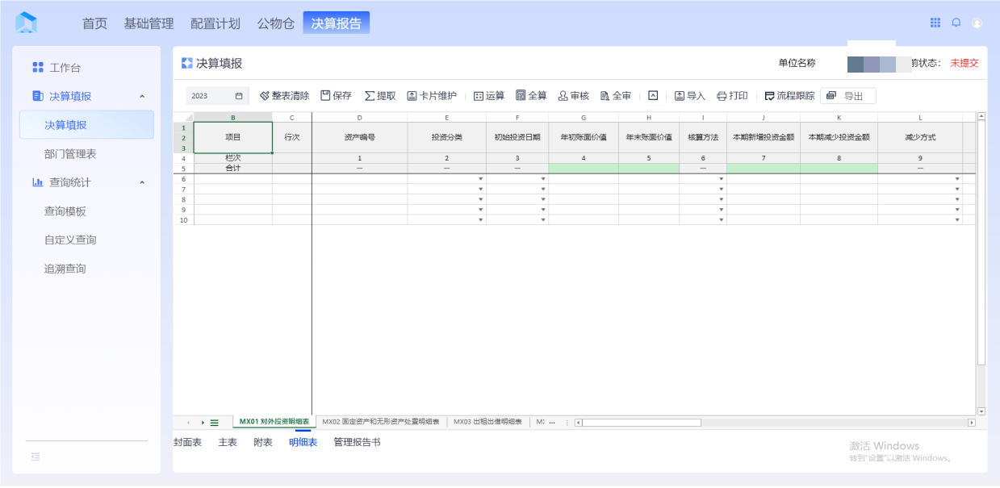 首页 基础管理 配置计划 公物仓 决算报告
工作台
决算填报
决算填报
部门管理表
查询统计
查询模板
自定义查询
追溯查询
决算填报 单位名称 前状态: 未提交
2023 整表清除 保存 提取 卡片维护 运算 全算 审核 全审 导入 打印 流程跟踪 导出
B C D E F G H I J K L
1
2 项目 行次 资产编号 投资分类 初始投资日期 年初账面价值 年末账面价值 核算方法 本期新增投资金额 本期减少投资金额 减少方式
3
4 栏次 1 2 3 4 5 6 7 8 9
5 合计 — — — — —
6
7
8
9
10
MX01 对外投资明细表 MX02 固定资产和无形资产处置明细表 MX03 出租出借明细表 ...
封面表 主表 附表 明细表 管理报告书
激活 Windows
转到"设置"以激活 Windows。